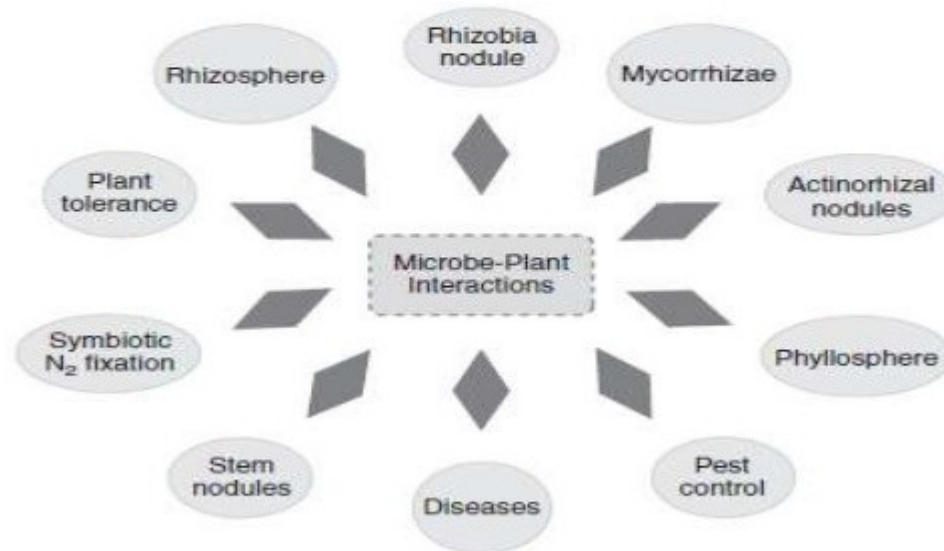 Rhizosphere
Rhizobia
nodule
Mycorrhizae
Plant
tolerance
Actinorhizal
nodules
Microbe-Plant
Interactions
Symbiotic
N₂ fixation
Phyllosphere
Stem
nodules
Diseases
Pest
control